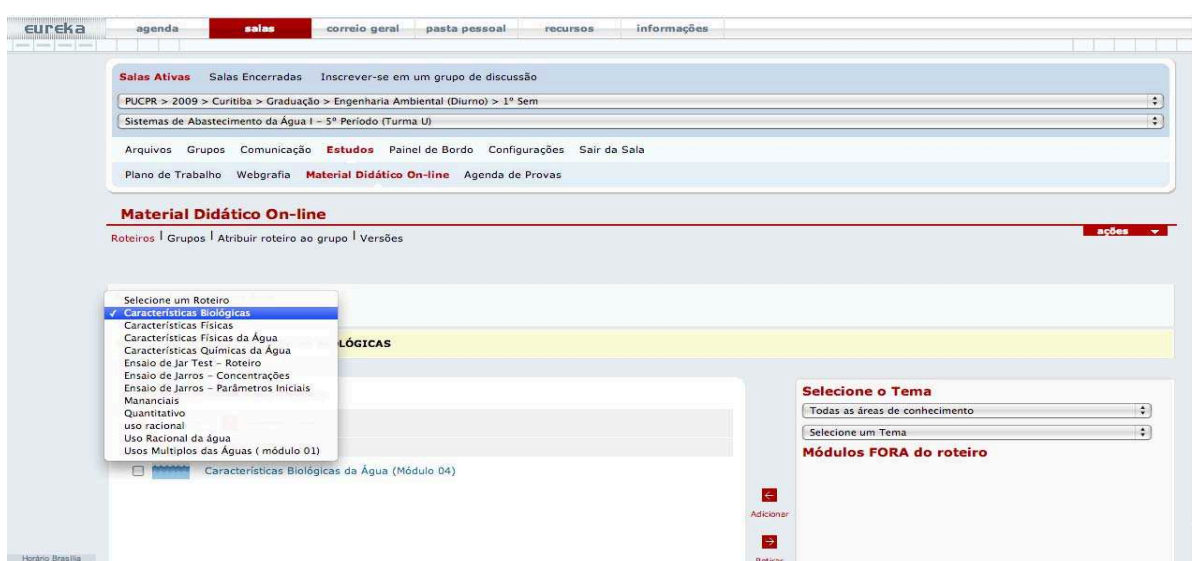 eureka
agenda salas correio geral pasta pessoal recursos informações
Salas Ativas Salas Encerradas Inscrever-se em um grupo de discussão
PUCPR > 2009 > Curitiba > Graduação > Engenharia Ambiental (Diurno) > 1º Sem
Sistemas de Abastecimento da Água I – 5º Período (Turma U)
Arquivos Grupos Comunicação Estudos Painel de Bordo Configurações Sair da Sala
Plano de Trabalho Webgrafia Material Didático On-line Agenda de Provas
Material Didático On-line
ações
Roteiros | Grupos | Atribuir roteiro ao grupo | Versões
Selecione um Roteiro
✓ Características Biológicas
Características Físicas
Características Físicas da Água
Características Químicas da Água
Ensaio de Jar Test – Roteiro
Ensaio de Jarros – Concentrações
Ensaio de Jarros – Parâmetros Iniciais
Mananciais
Quantitativo
uso racional
Uso Racional da água
Usos Multiplos das Águas ( módulo 01)
LÓGICAS
Características Biológicas da Água (Módulo 04)
Adicionar
Retirar
Selecione o Tema
Todas as áreas de conhecimento
Selecione um Tema
Módulos FORA do roteiro
Horário Brasília